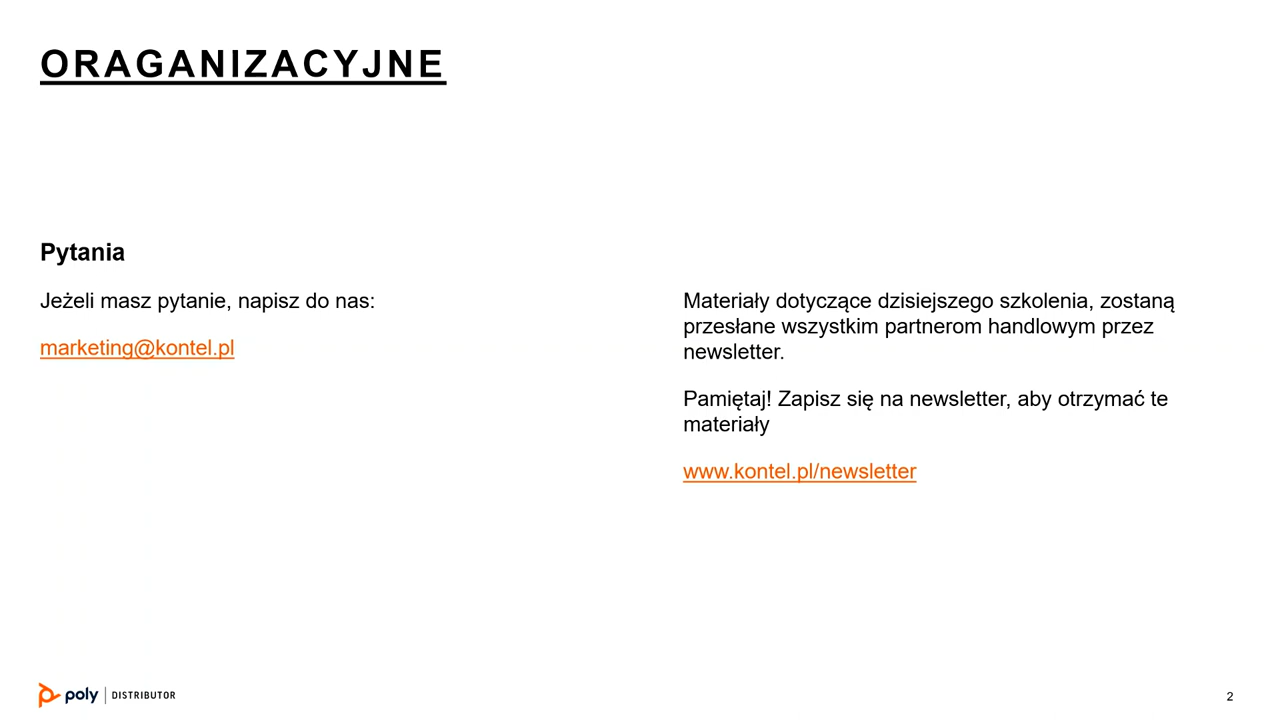 ORAGANIZACYJNE
Pytania
Jeżeli masz pytanie, napisz do nas:
marketing@kontel.pl
Materiały dotyczące dzisiejszego szkolenia, zostaną
przesłane wszystkim partnerom handlowym przez
newsletter.
Pamiętaj! Zapisz się na newsletter, aby otrzymać te
materiały
www.kontel.pl/newsletter
poly | DISTRIBUTOR
2